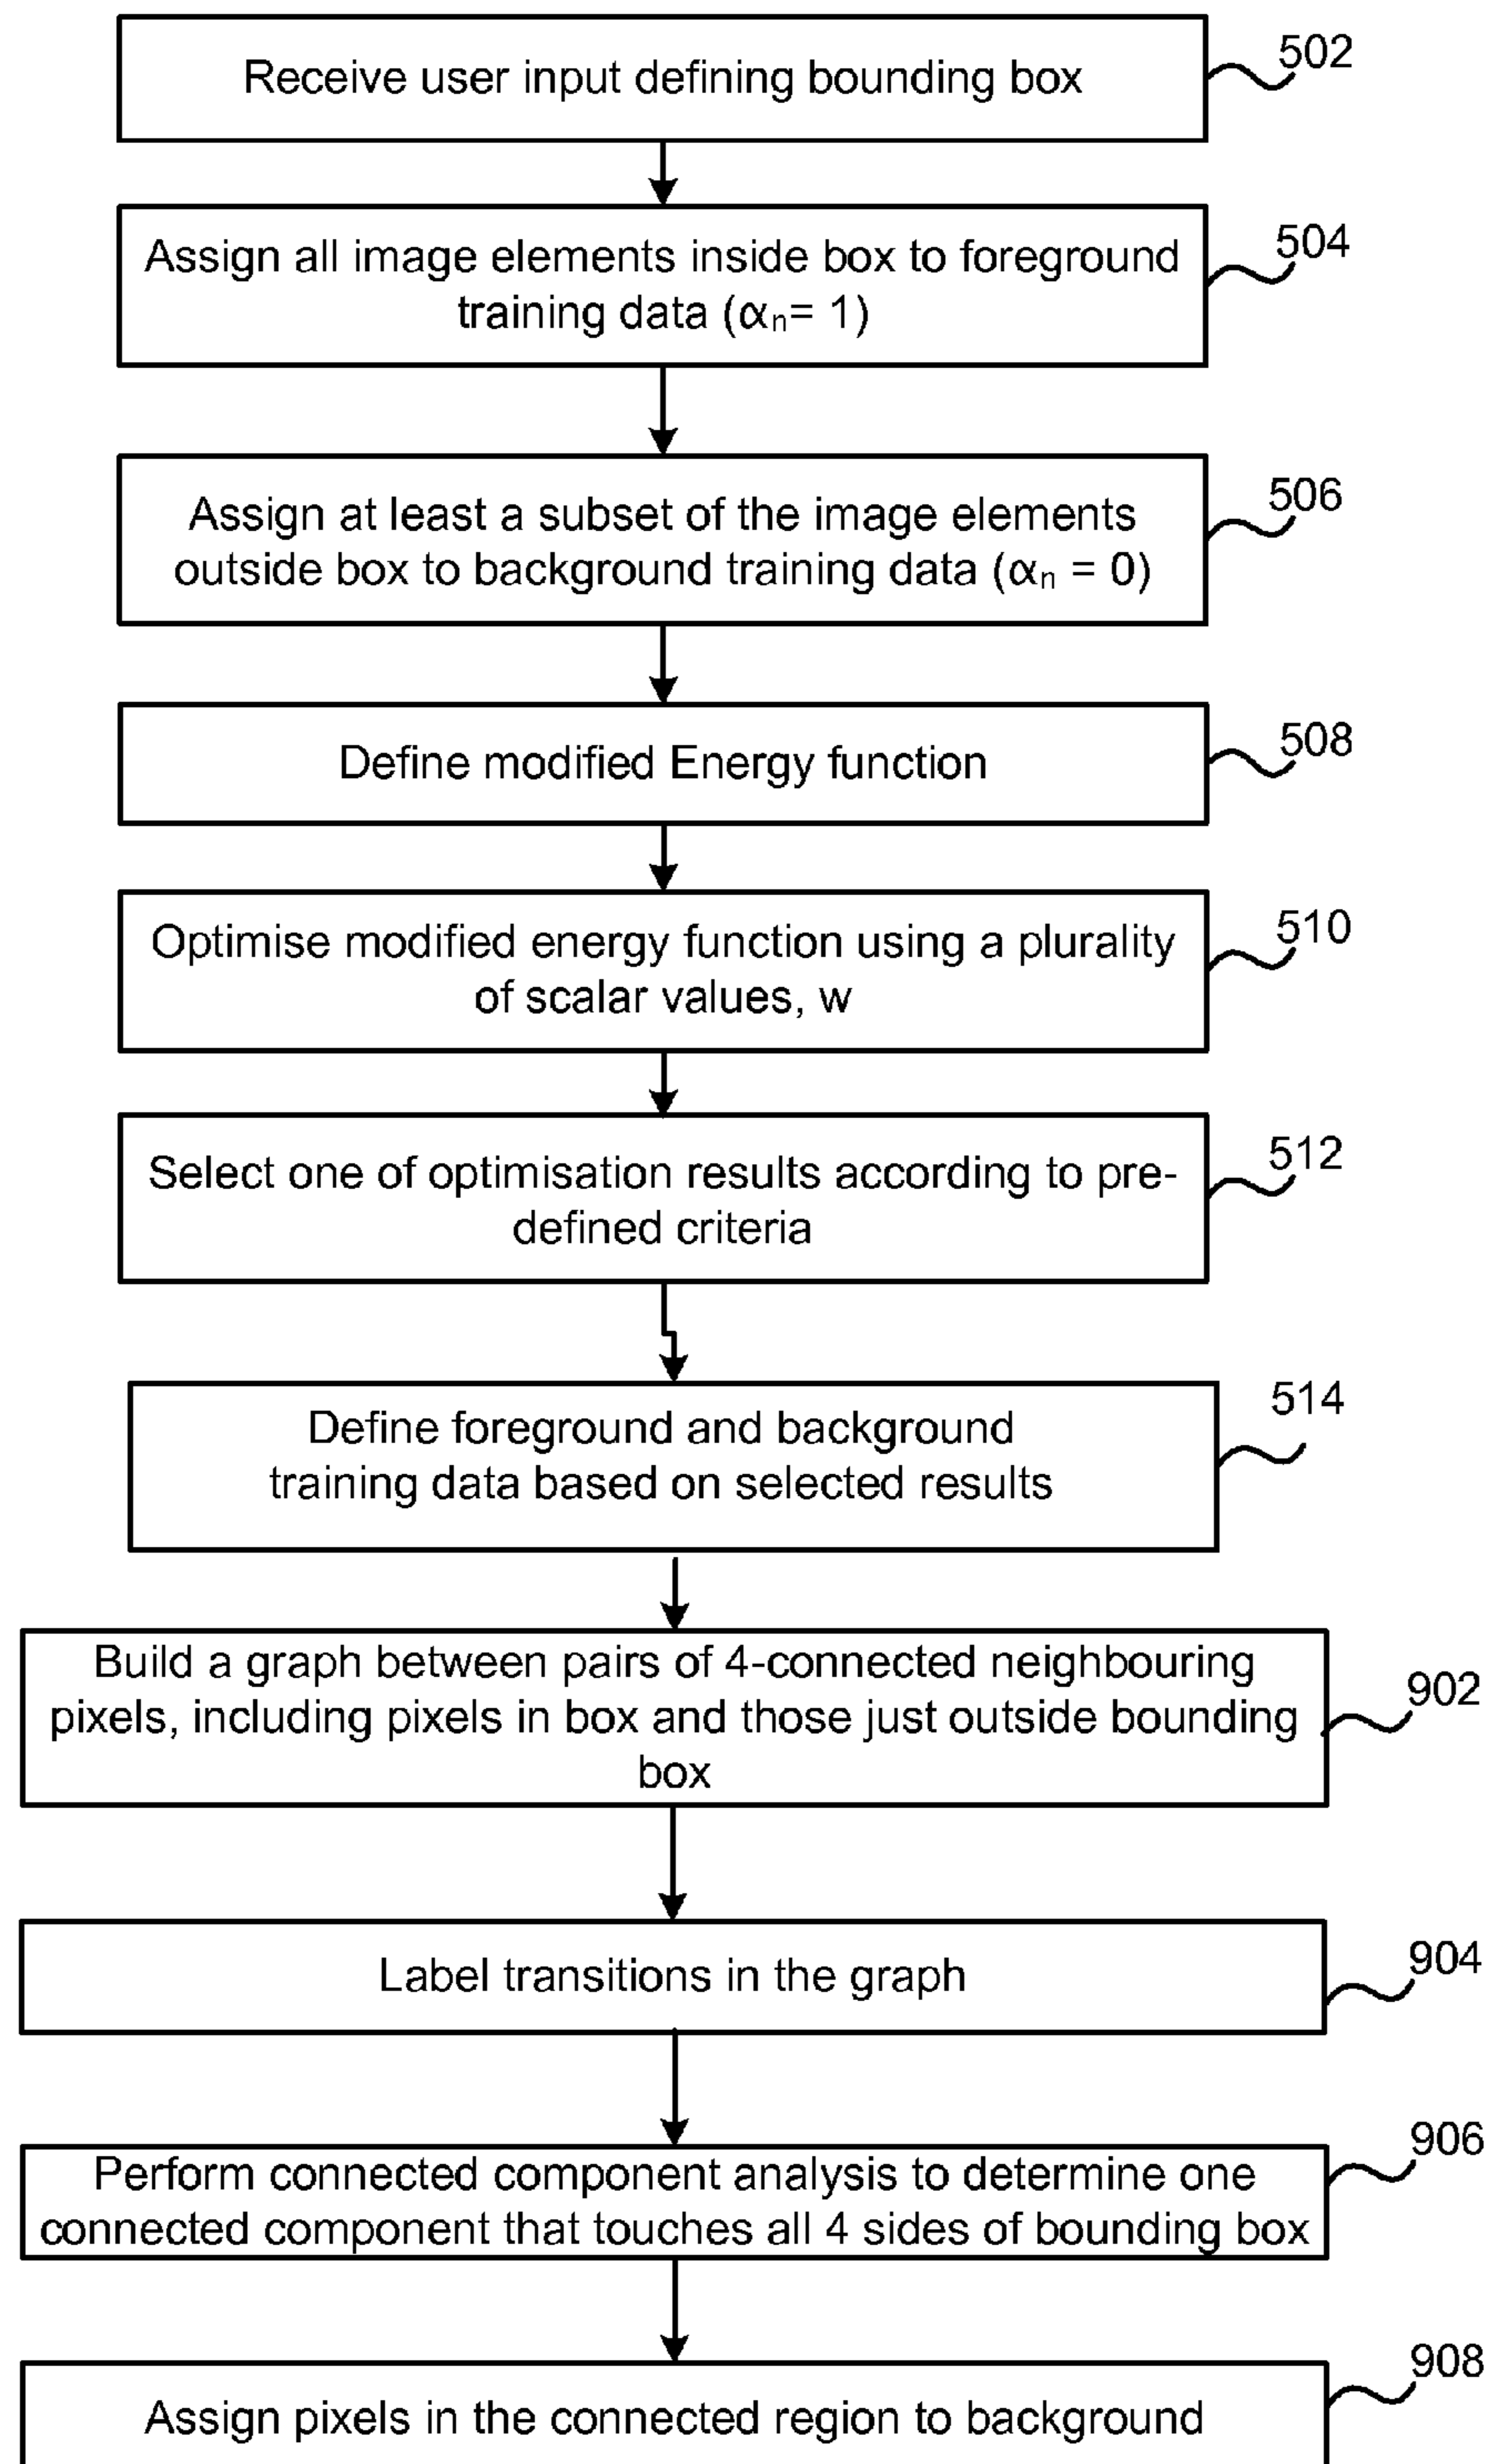 Receive user input defining bounding box
502
Assign all image elements inside box to foreground
training data (αn= 1)
504
Assign at least a subset of the image elements
outside box to background training data (αn = 0)
506
Define modified Energy function
508
Optimise modified energy function using a plurality
of scalar values, w
510
Select one of optimisation results according to pre-
defined criteria
512
Define foreground and background
training data based on selected results
514
Build a graph between pairs of 4-connected neighbouring
pixels, including pixels in box and those just outside bounding
box
902
Label transitions in the graph
904
Perform connected component analysis to determine one
connected component that touches all 4 sides of bounding box
906
Assign pixels in the connected region to background
908